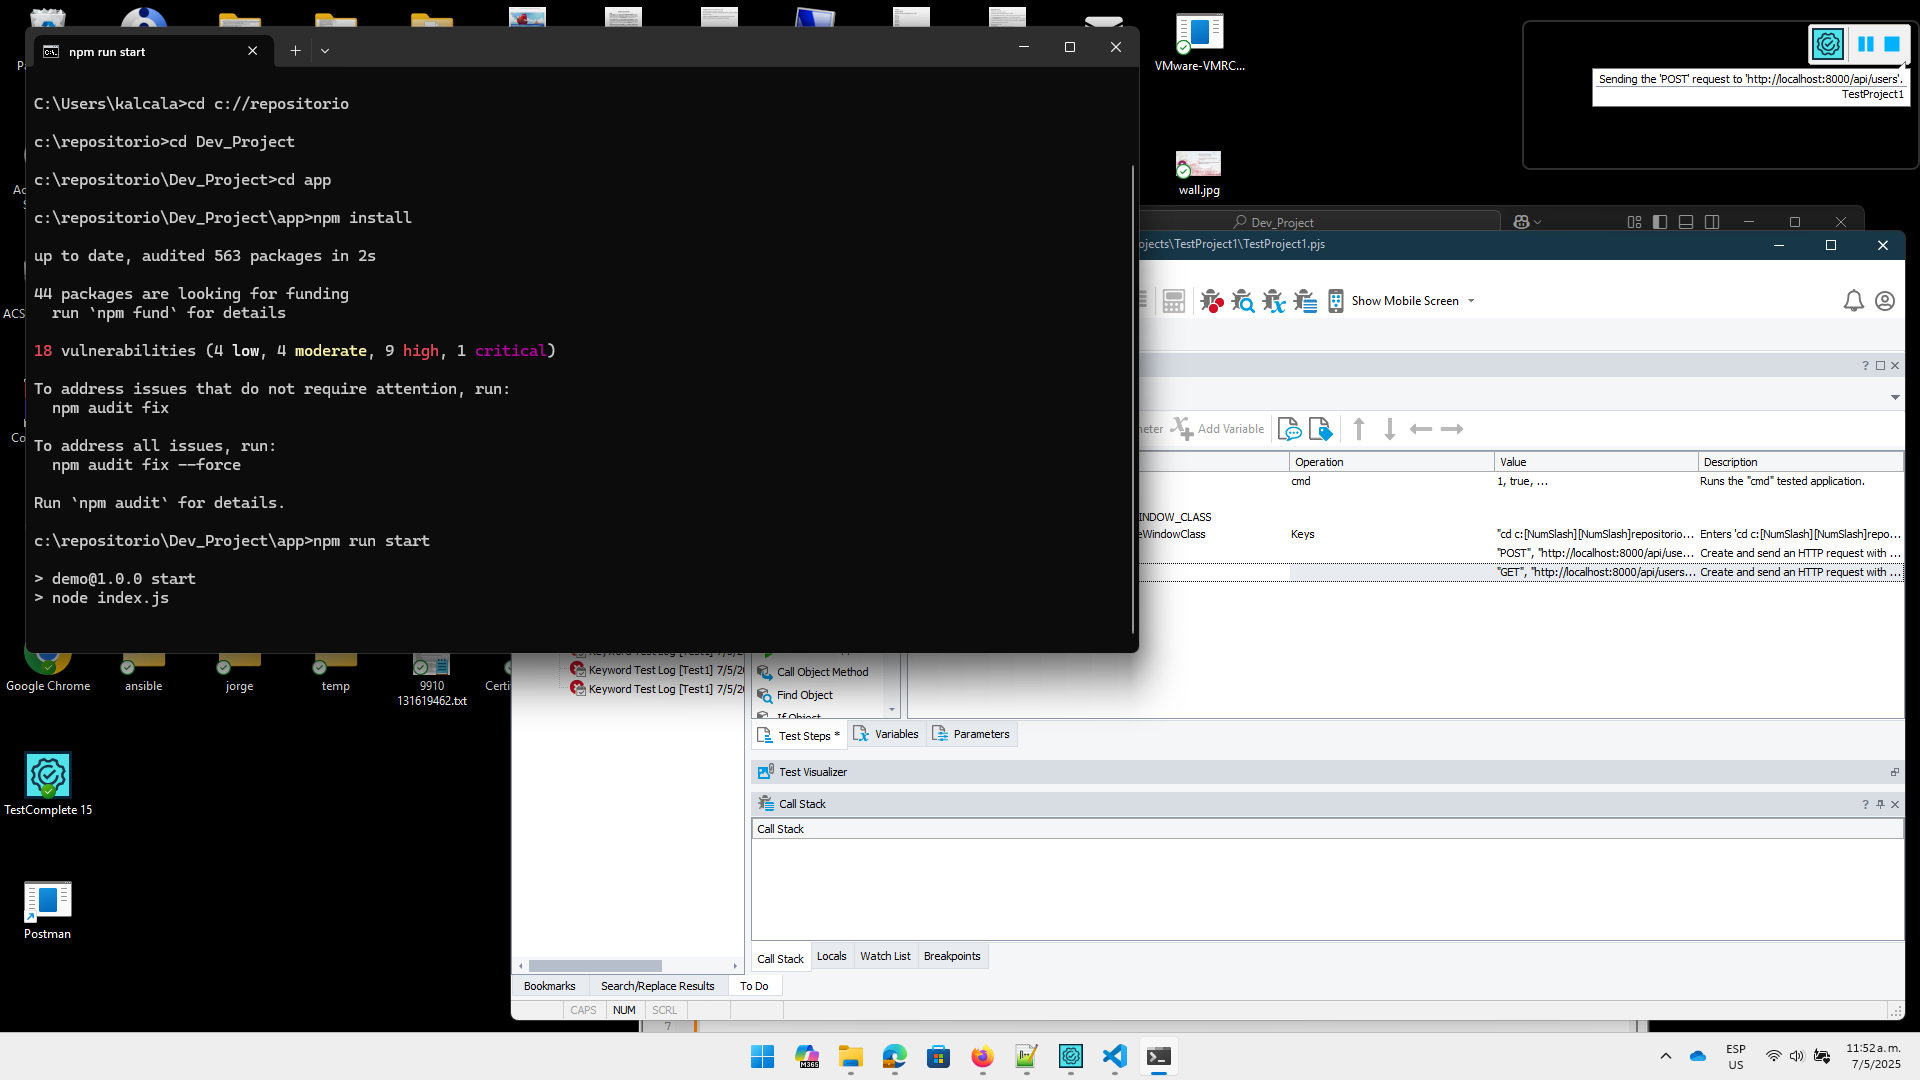 npm run start
C:\Users\kalcala>cd c://repositorio
c:\repositorio>cd Dev_Project
c:\repositorio\Dev_Project>cd app
c:\repositorio\Dev_Project\app>npm install
up to date, audited 563 packages in 2s
44 packages are looking for funding
run `npm fund` for details
18 vulnerabilities (4 low, 4 moderate, 9 high, 1 critical)
To address issues that do not require attention, run:
npm audit fix
To address all issues, run:
npm audit fix --force
Run `npm audit` for details.
c:\repositorio\Dev_Project\app>npm run start
> demo@1.0.0 start
> node index.js
VMware-VMRC...
wall.jpg
Sending the 'POST' request to 'http://localhost:8000/api/users'.
TestProject1
Dev_Project
ojects\TestProject1\TestProject1.pjs
Show Mobile Screen
Add Variable
Operation Value Description
cmd 1, true, ... Runs the "cmd" tested application.
INDOW_CLASS
eWindowClass Keys "cd c:[NumSlash][NumSlash]repositorio... Enters 'cd c:[NumSlash][NumSlash]repo...
"POST", "http://localhost:8000/api/use... Create and send an HTTP request with ...
"GET", "http://localhost:8000/api/users... Create and send an HTTP request with ...
Keyword Test Log [Test1] 7/5/20
Keyword Test Log [Test1] 7/5/20
Call Object Method
Find Object
If Object
Test Steps *
Variables
Parameters
Test Visualizer
Call Stack
Call Stack
Call Stack
Locals
Watch List
Breakpoints
Bookmarks
Search/Replace Results
To Do
CAPS
NUM
SCRL
7
Google Chrome
ansible
jorge
temp
9910
131619462.txt
Certi
TestComplete 15
Postman
M365
ESP
US
11:52 a. m.
7/5/2025